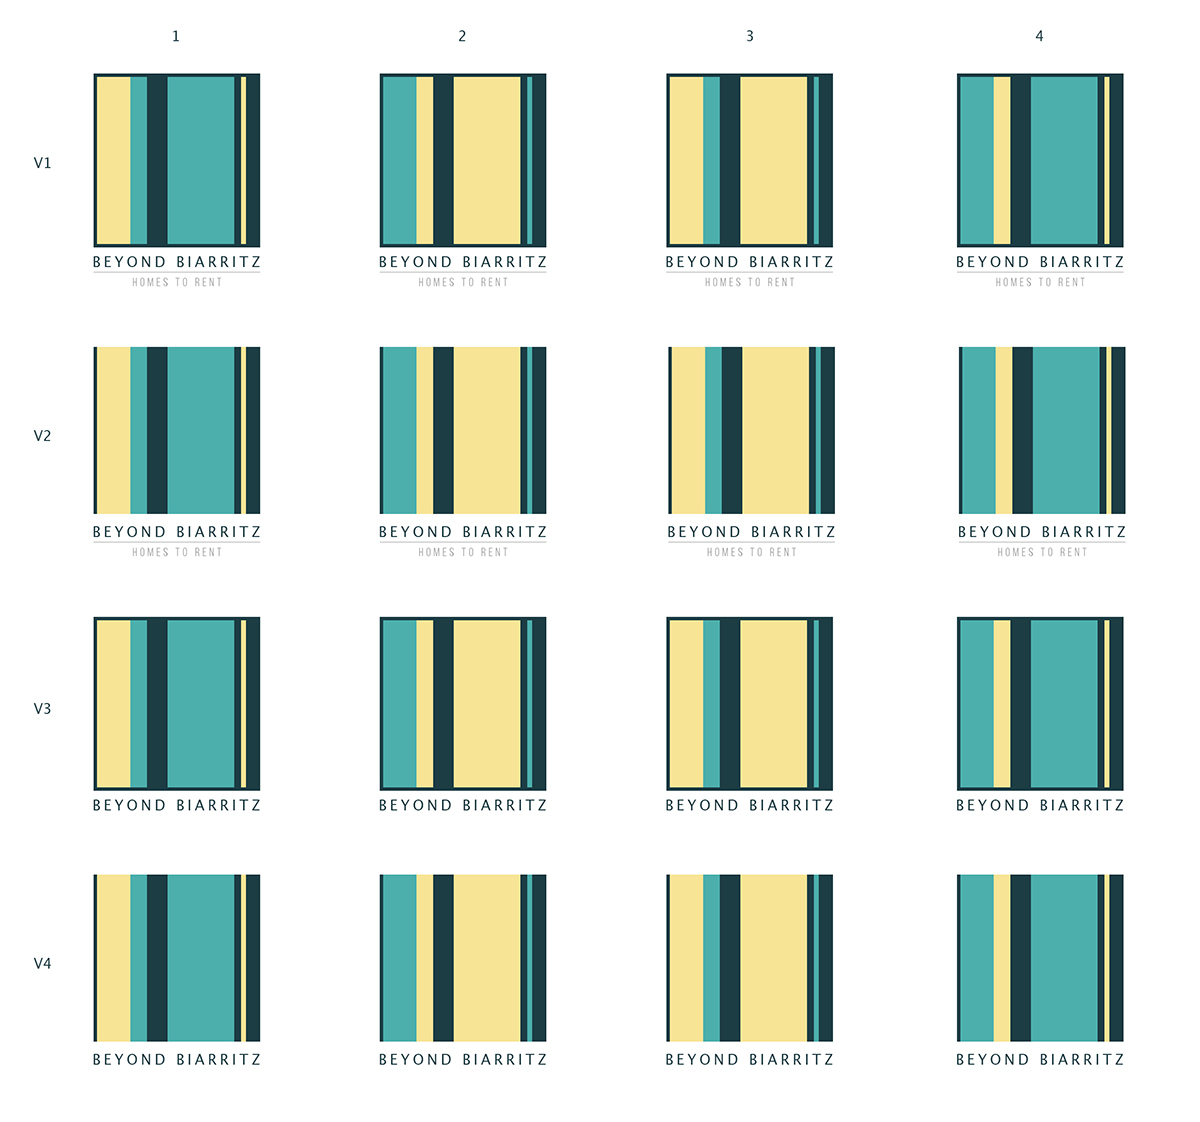 1 2 3 4
V1
BEYOND BIARRITZ BEYOND BIARRITZ BEYOND BIARRITZ BEYOND BIARRITZ
HOMES TO RENT HOMES TO RENT HOMES TO RENT HOMES TO RENT
V2
BEYOND BIARRITZ BEYOND BIARRITZ BEYOND BIARRITZ BEYOND BIARRITZ
HOMES TO RENT HOMES TO RENT HOMES TO RENT HOMES TO RENT
V3
BEYOND BIARRITZ BEYOND BIARRITZ BEYOND BIARRITZ BEYOND BIARRITZ
V4
BEYOND BIARRITZ BEYOND BIARRITZ BEYOND BIARRITZ BEYOND BIARRITZ